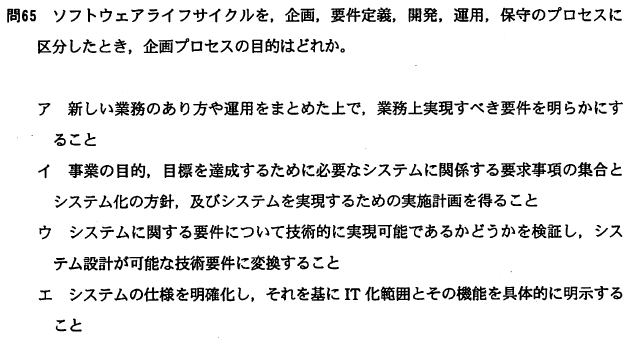 問65 ソフトウェアライフサイクルを，企画，要件定義，開発，運用，保守のプロセスに
区分したとき，企画プロセスの目的はどれか。
ア 新しい業務のあり方や運用をまとめた上で，業務上実現すべき要件を明らかにす
ること
イ 事業の目的，目標を達成するために必要なシステムに関係する要求事項の集合と
システム化の方針，及びシステムを実現するための実施計画を得ること
ウ システムに関する要件について技術的に実現可能であるかどうかを検証し，シス
テム設計が可能な技術要件に変換すること
エ システムの仕様を明確化し，それを基に IT 化範囲とその機能を具体的に明示する
こと